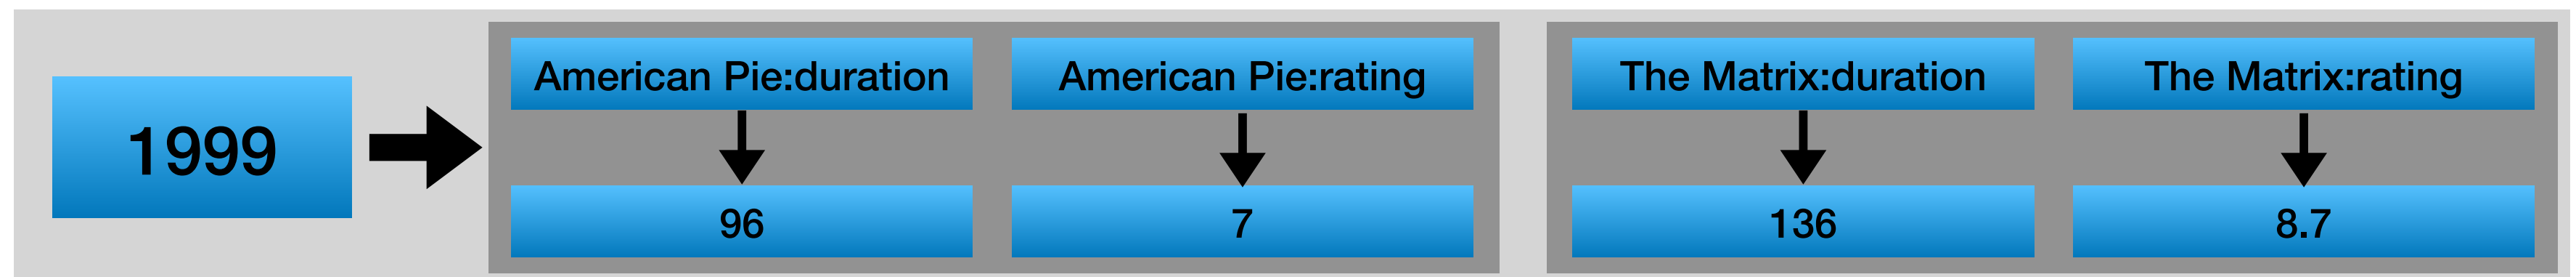 American Pie:duration
American Pie:rating
The Matrix:duration
The Matrix:rating
1999
96
7
136
8.7